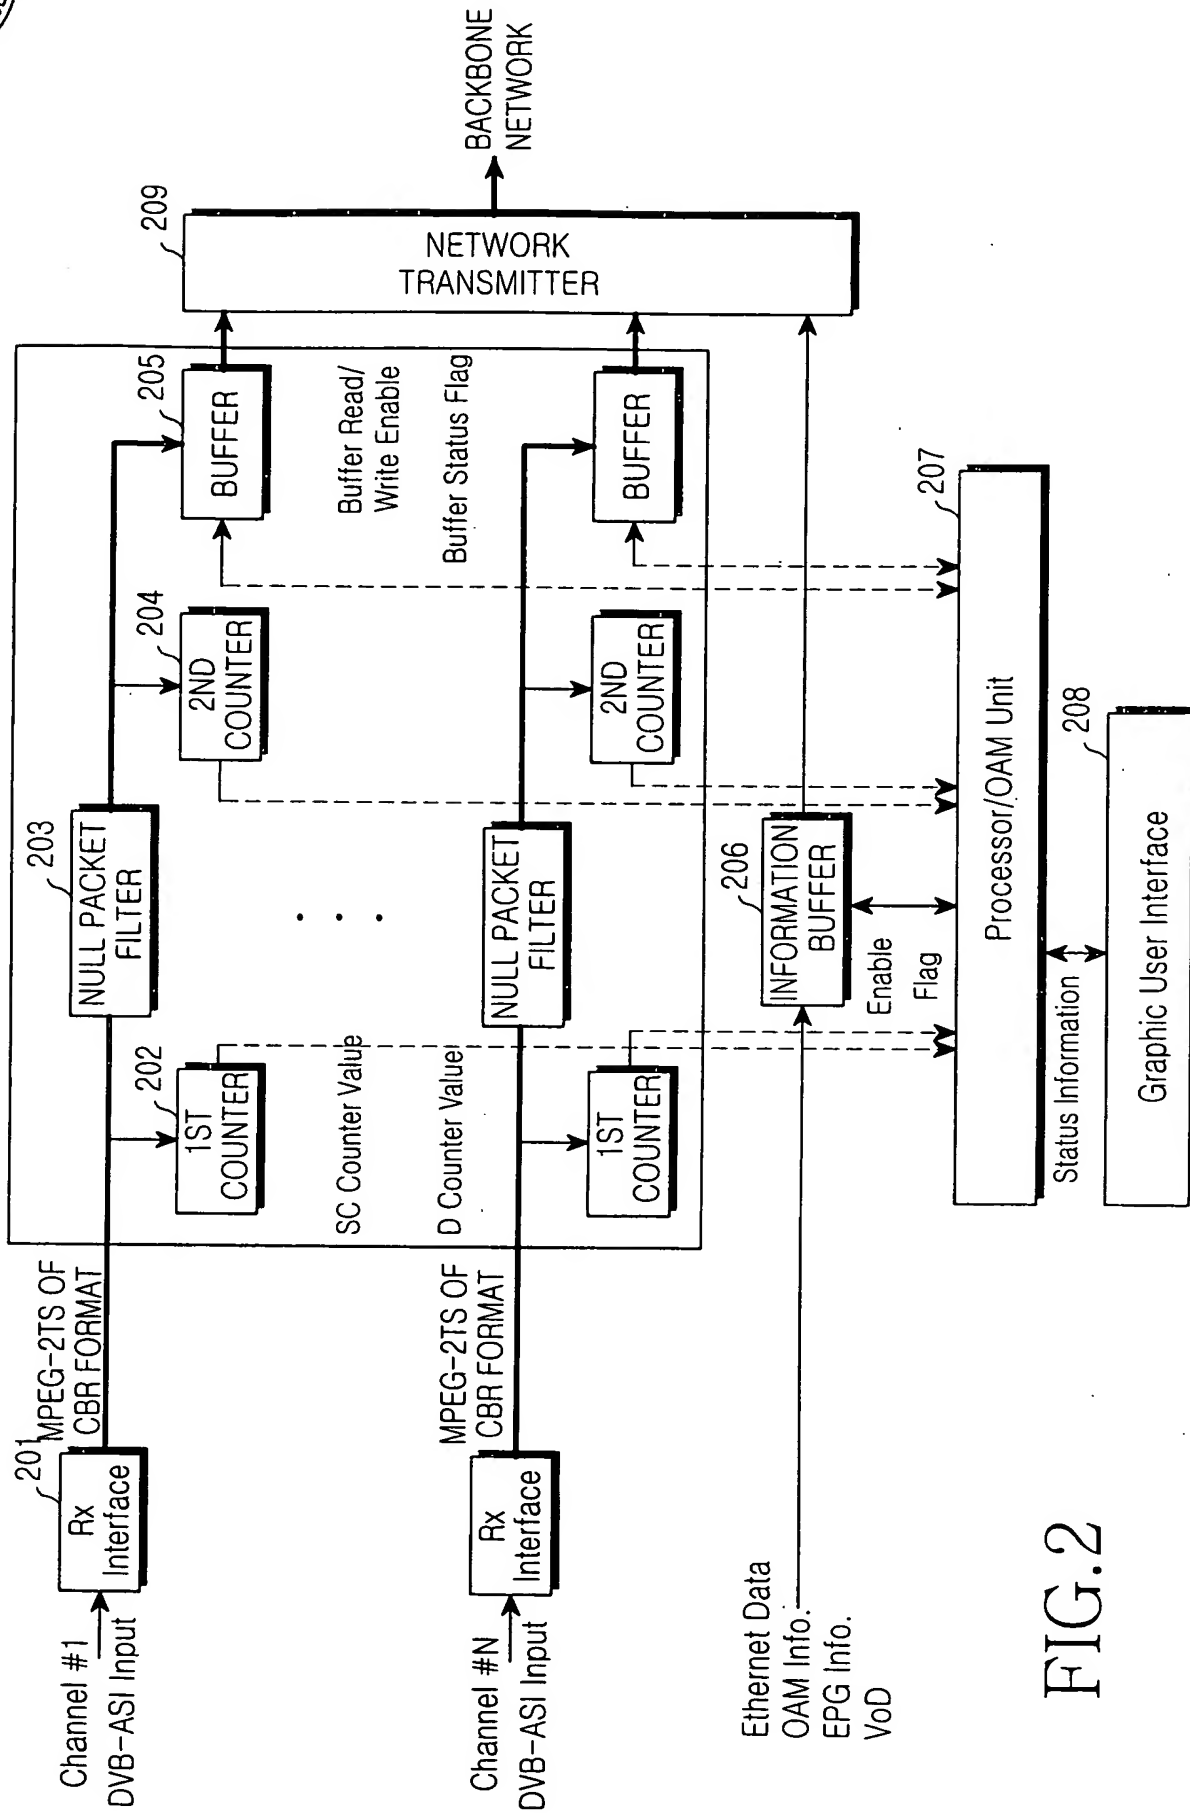 Channel #1
DVB-ASI Input
201
Rx
Interface
MPEG-2TS OF
CBR FORMAT
202
1ST
COUNTER
203
NULL PACKET
FILTER
204
2ND
COUNTER
205
BUFFER
SC Counter Value
D Counter Value
. . .
Buffer Read/
Write Enable
Buffer Status Flag
Channel #N
DVB-ASI Input
Rx
Interface
MPEG-2TS OF
CBR FORMAT
1ST
COUNTER
NULL PACKET
FILTER
2ND
COUNTER
BUFFER
209
NETWORK
TRANSMITTER
BACKBONE
NETWORK
Ethernet Data
OAM Info.
EPG Info.
VoD
206
INFORMATION
BUFFER
Enable
Flag
207
Processor/OAM Unit
Status Information
208
Graphic User Interface
FIG.2